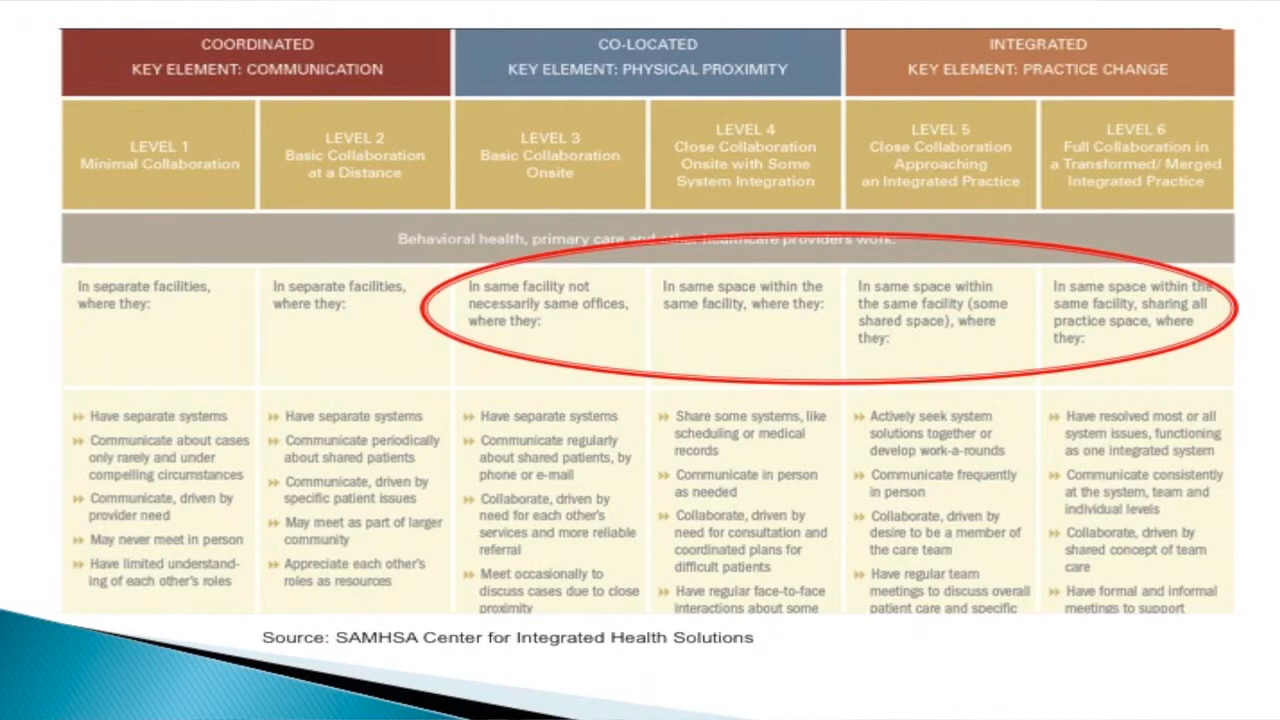 COORDINATED
KEY ELEMENT: COMMUNICATION
CO-LOCATED
KEY ELEMENT: PHYSICAL PROXIMITY
INTEGRATED
KEY ELEMENT: PRACTICE CHANGE
LEVEL 1
Minimal Collaboration
LEVEL 2
Basic Collaboration
at a Distance
LEVEL 3
Basic Collaboration
Onsite
LEVEL 4
Close Collaboration
Onsite with Some
System Integration
LEVEL 5
Close Collaboration
Approaching
an Integrated Practice
LEVEL 6
Full Collaboration in
a Transformed/ Merged
Integrated Practice
Behavioral health, primary care and other healthcare providers work:
In separate facilities,
where they:
In separate facilities,
where they:
In same facility not
necessarily same offices,
where they:
In same space within the
same facility, where they:
In same space within
the same facility (some
shared space), where
they:
In same space within the
same facility, sharing all
practice space, where
they:
Have separate systems
Communicate about cases
only rarely and under
compelling circumstances
Communicate, driven by
provider need
May never meet in person
Have limited understand-
ing of each other's roles
Have separate systems
Communicate periodically
about shared patients
Communicate, driven by
specific patient issues
May meet as part of larger
community
Appreciate each other's
roles as resources
Have separate systems
Communicate regularly
about shared patients, by
phone or e-mail
Collaborate, driven by
need for each other's
services and more reliable
referral
Meet occasionally to
discuss cases due to close
proximity
Share some systems, like
scheduling or medical
records
Communicate in person
as needed
Collaborate, driven by
need for consultation and
coordinated plans for
difficult patients
Have regular face-to-face
interactions about some
Actively seek system
solutions together or
develop work-a-rounds
Communicate frequently
in person
Collaborate, driven by
desire to be a member of
the care team
Have regular team
meetings to discuss overall
patient care and specific
Have resolved most or all
system issues, functioning
as one integrated system
Communicate consistently
at the system, team and
individual levels
Collaborate, driven by
shared concept of team
care
Have formal and informal
meetings to support
Source: SAMHSA Center for Integrated Health Solutions